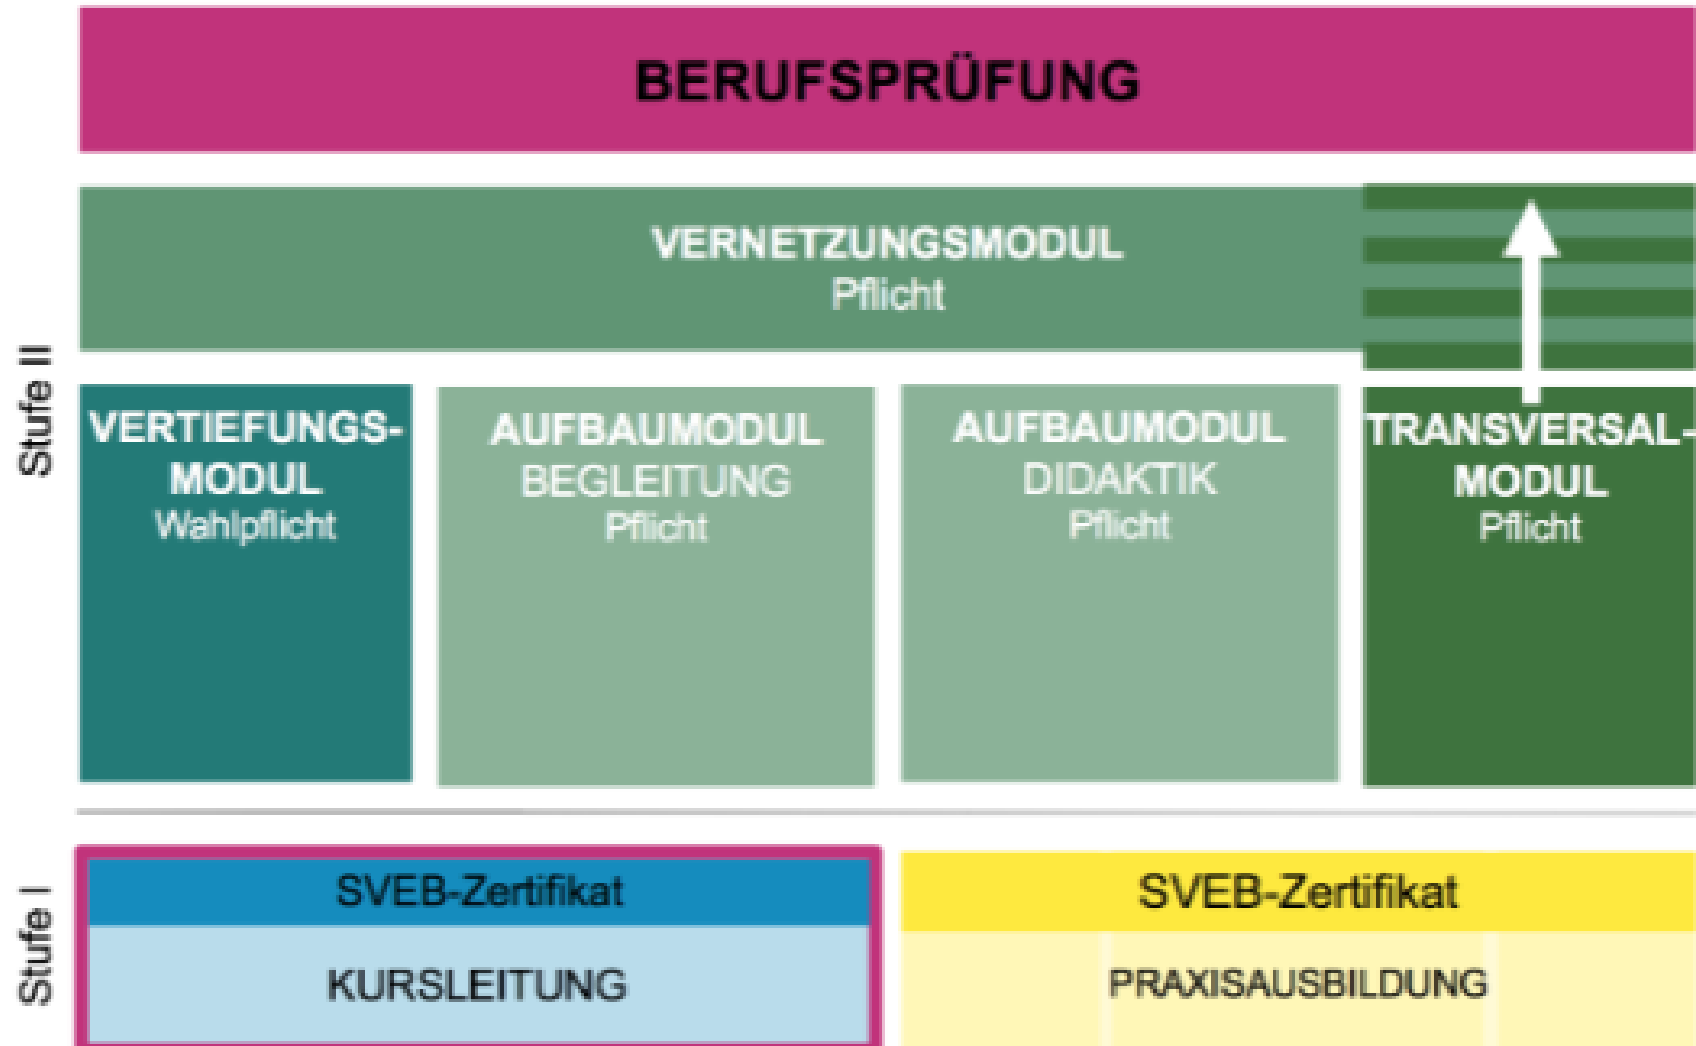 BERUFSPRÜFUNG
VERNETZUNGSMODUL
Pflicht
Stufe II
VERTIEFUNGS-
MODUL
Wahlpflicht
AUFBAUMODUL
BEGLEITUNG
Pflicht
AUFBAUMODUL
DIDAKTIK
Pflicht
TRANSVERSAL-
MODUL
Pflicht
Stufe I
SVEB-Zertifikat
KURSLEITUNG
SVEB-Zertifikat
PRAXISAUSBILDUNG